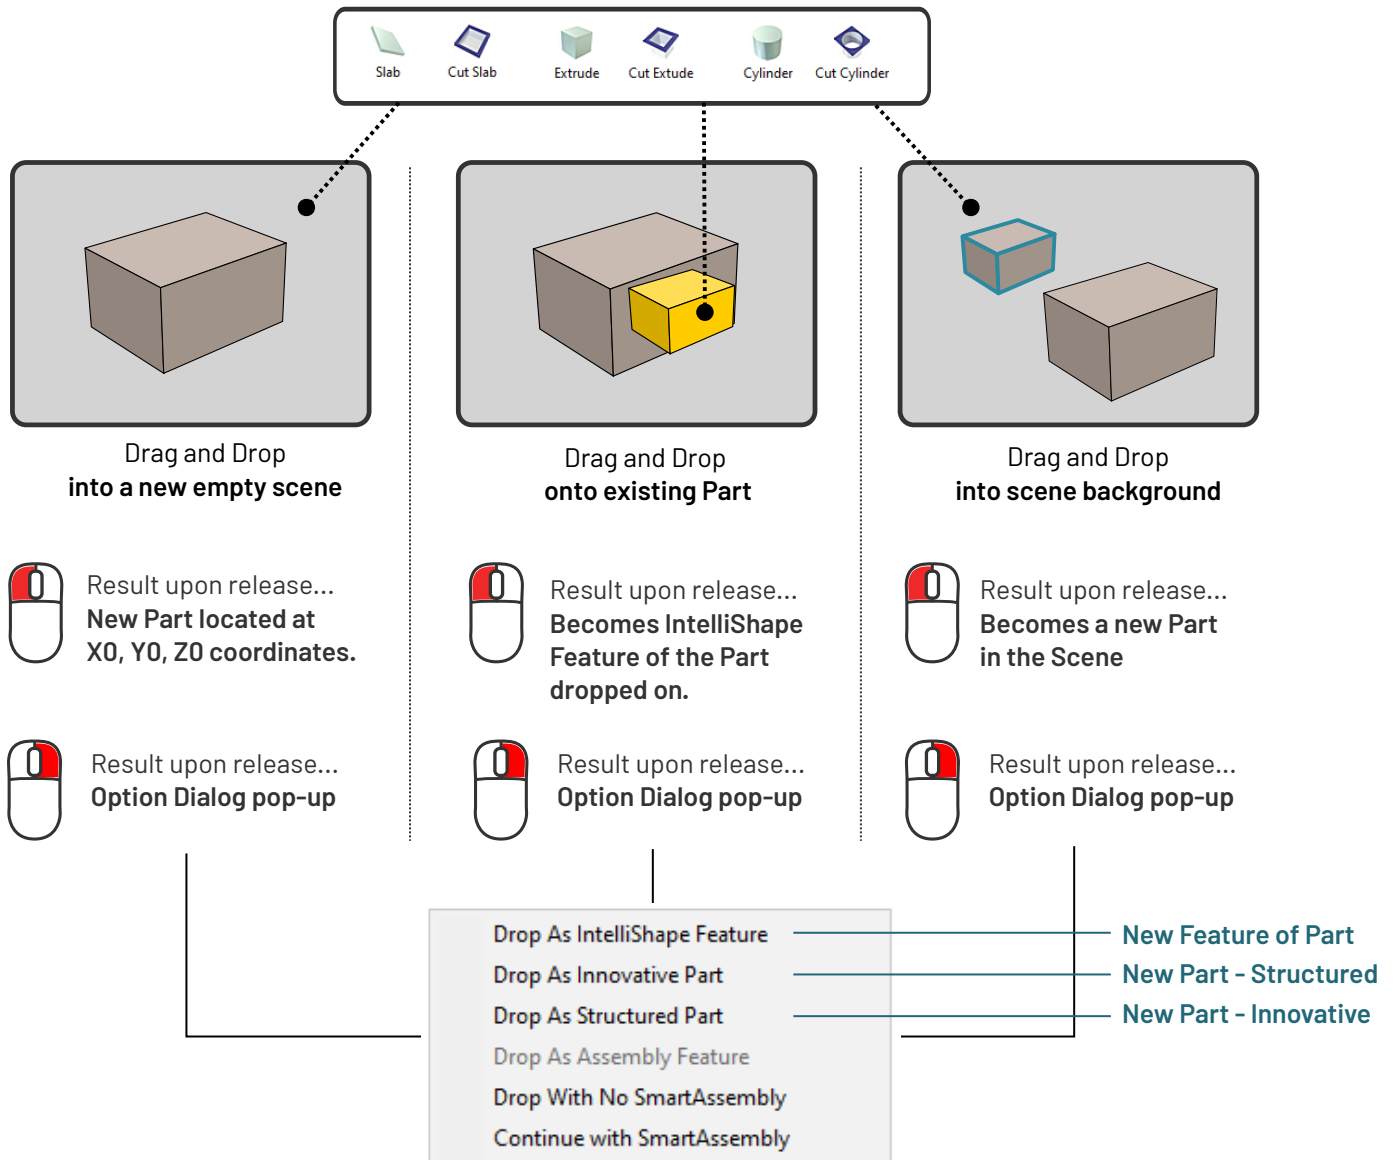 Slab
Cut Slab
Extrude
Cut Extude
Cylinder
Cut Cylinder
Drag and Drop
into a new empty scene
Drag and Drop
onto existing Part
Drag and Drop
into scene background
Result upon release...
New Part located at
X0, Y0, Z0 coordinates.
Result upon release...
Becomes IntelliShape
Feature of the Part
dropped on.
Result upon release...
Becomes a new Part
in the Scene
Result upon release...
Option Dialog pop-up
Result upon release...
Option Dialog pop-up
Result upon release...
Option Dialog pop-up
Drop As IntelliShape Feature
New Feature of Part
Drop As Innovative Part
New Part - Structured
Drop As Structured Part
New Part - Innovative
Drop As Assembly Feature
Drop With No SmartAssembly
Continue with SmartAssembly